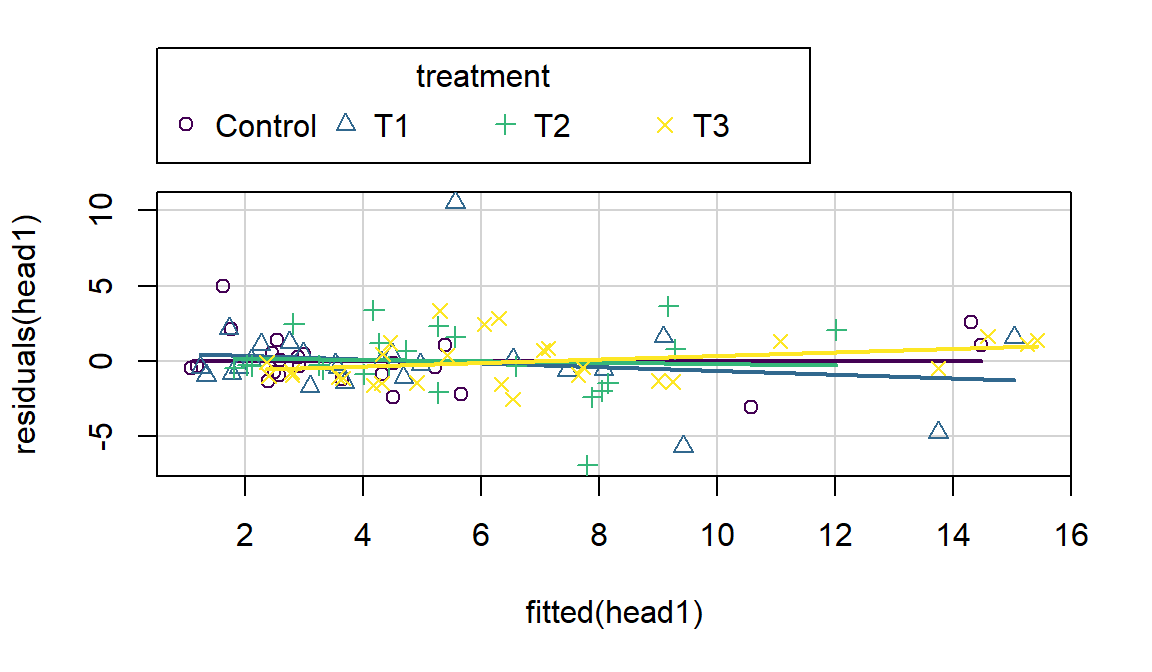 treatment
Control T1 T2 T3
residuals(head1)
10
5
0
-5
2 4 6 8 10 12 14 16
fitted(head1)